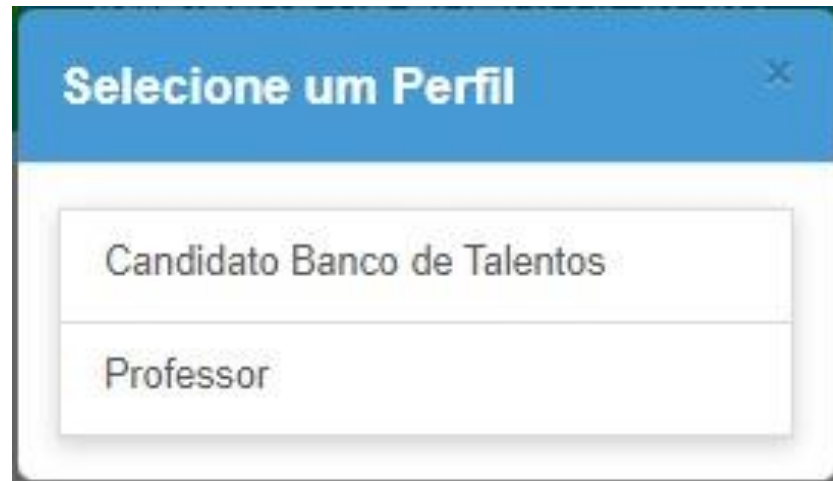 Selecione um Perfil
×
Candidato Banco de Talentos
Professor